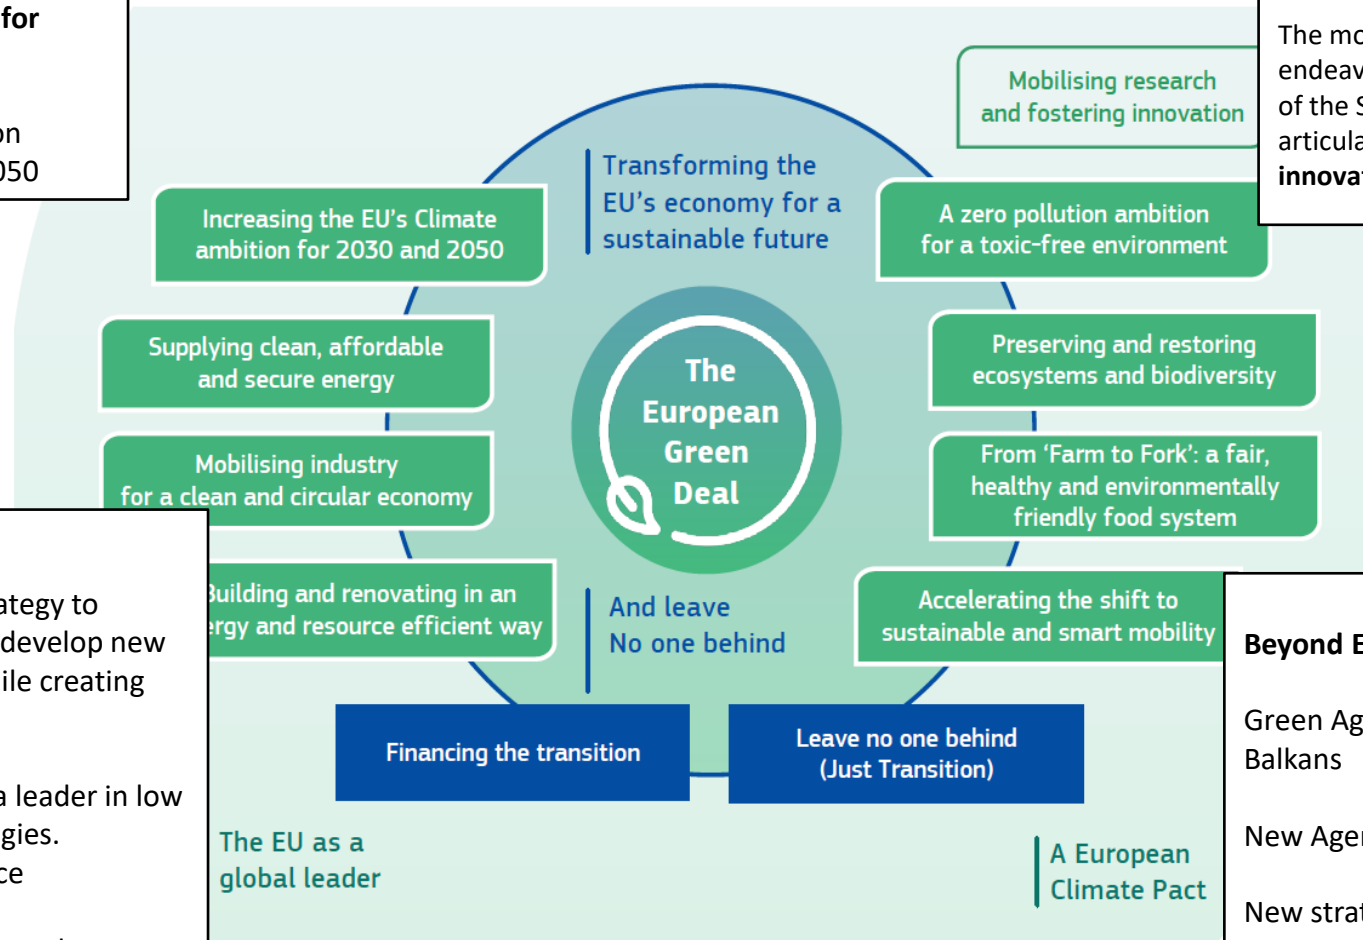 for
on
050
The mo
endeav
of the S
articula
innovat
Mobilising research
and fostering innovation
Transforming the
EU's economy for a
sustainable future
Increasing the EU's Climate
ambition for 2030 and 2050
A zero pollution ambition
for a toxic-free environment
Supplying clean, affordable
and secure energy
Preserving and restoring
ecosystems and biodiversity
The
European
Green
Deal
Mobilising industry
for a clean and circular economy
From 'Farm to Fork': a fair,
healthy and environmentally
friendly food system
ategy to
develop new
ile creating
a leader in low
gies.
ce
Building and renovating in an
ergy and resource efficient way
And leave
No one behind
Accelerating the shift to
sustainable and smart mobility
Beyond E
Green Ag
Balkans
New Agen
New strat
Financing the transition
Leave no one behind
(Just Transition)
The EU as a
global leader
A European
Climate Pact